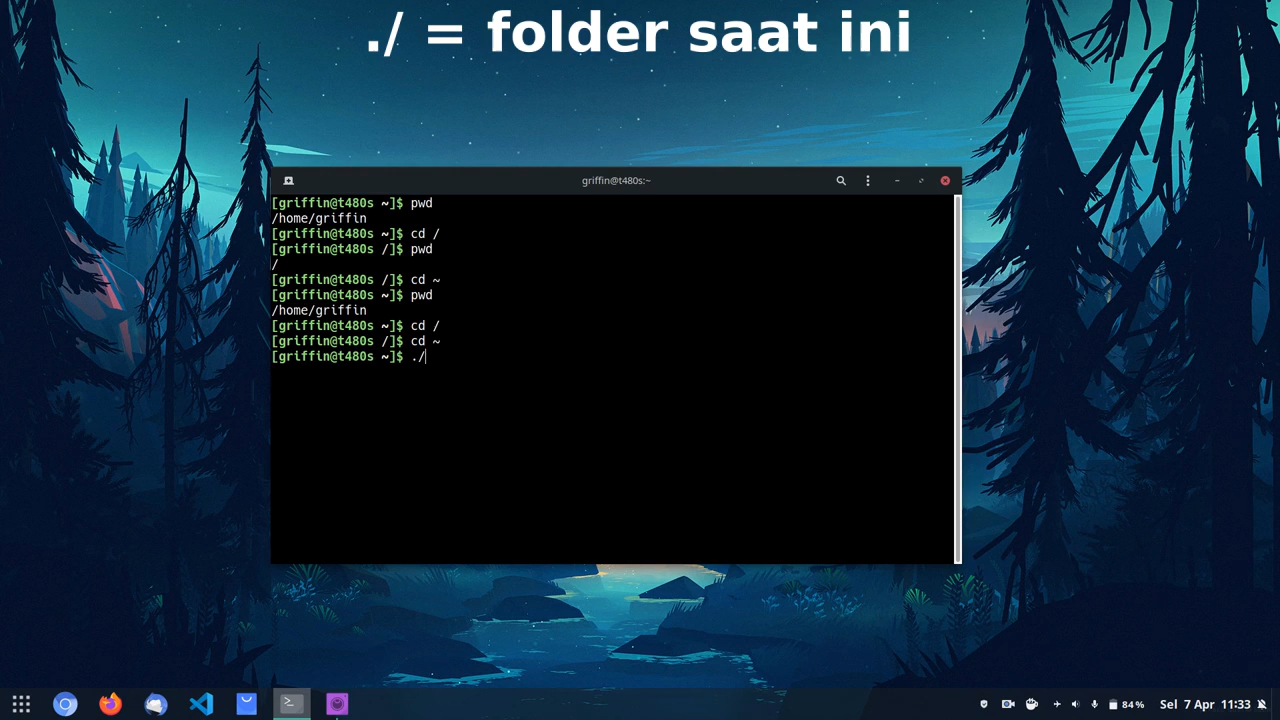 ./ = folder saat ini
griffin@t480s:~
[griffin@t480s ~]$ pwd
/home/griffin
[griffin@t480s ~]$ cd /
[griffin@t480s /]$ pwd
/
[griffin@t480s /]$ cd ~
[griffin@t480s ~]$ pwd
/home/griffin
[griffin@t480s ~]$ cd /
[griffin@t480s /]$ cd ~
[griffin@t480s ~]$ ./
84 %
Sel 7 Apr 11:33